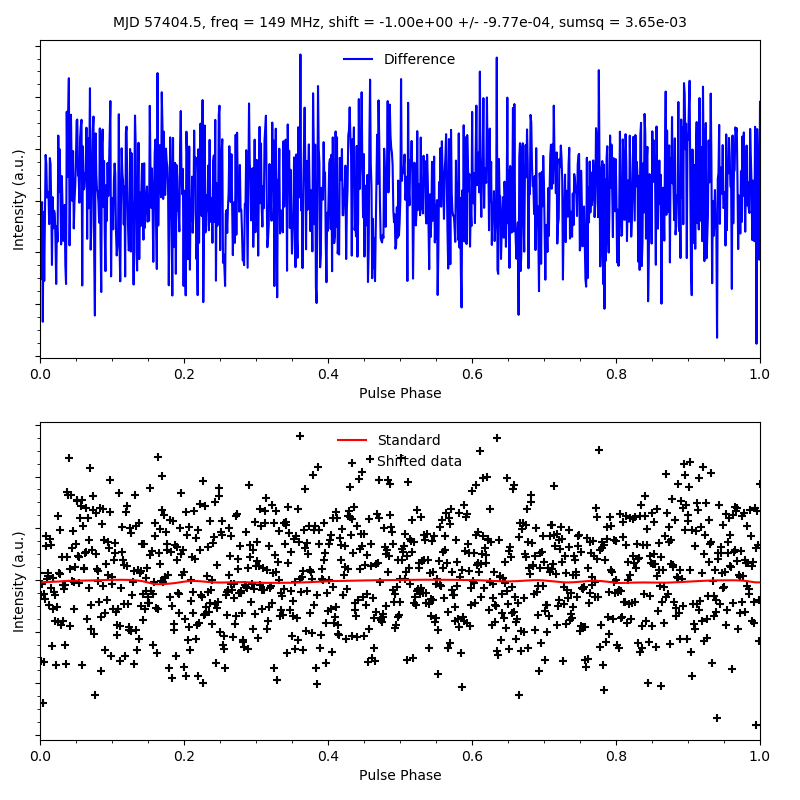 MJD 57404.5, freq = 149 MHz, shift = -1.00e+00 +/- -9.77e-04, sumsq = 3.65e-03
Difference
Intensity (a.u.)
0.0 0.2 0.4 0.6 0.8 1.0
Pulse Phase
Standard
Shifted data
Intensity (a.u.)
0.0 0.2 0.4 0.6 0.8 1.0
Pulse Phase